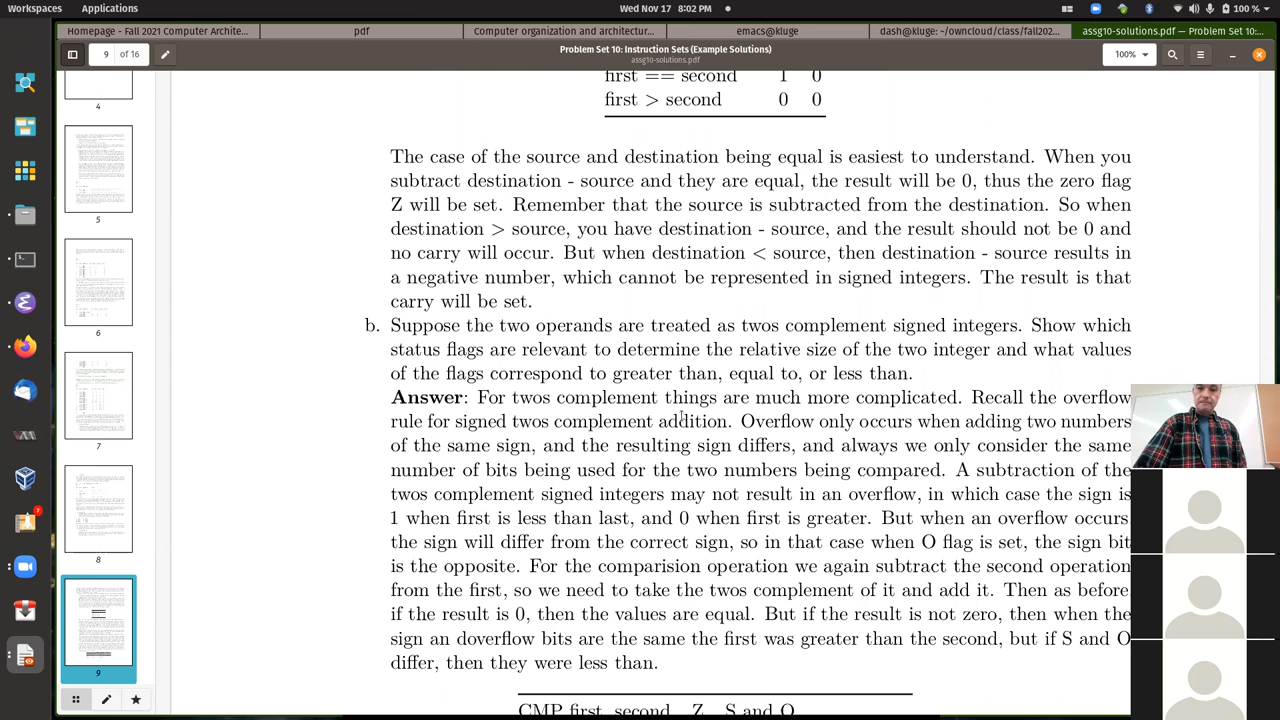 Workspaces Applications Wed Nov 17 8:02 PM 100 %
Homepage - Fall 2021 Computer Archite... pdf Computer organization and architectur... emacs@kluge dash@kluge: ~/owncloud/class/fall202... assg10-solutions.pdf — Problem Set 10:...
9 of 16 Problem Set 10: Instruction Sets (Example Solutions) 100%
assg10-solutions.pdf
first == second 1 0
first > second 0 0
4
The case of the source and destination being equal is easiest to understand. When you
subtract destination - source and they are equal, the result will be 0, thus the zero flag
Z will be set. Remember that the source is subtracted from the destination. So when
destination > source, you have destination - source, and the result should not be 0 and
no carry will occur. But when destination < source, then destination - source results in
a negative number, which cannot be represented in signed integers. The result is that
carry will be set.
5
b. Suppose the two operands are treated as twos complement signed integers. Show which
status flags are relevant to determine the relative size of the two integer and what values
of the flags correspond to greater than, equal to, or less than.
6
Answer: For twos complement things are much more complicated. Recall the overflow
rule for signed twos complement addition. Overflow only occurs when adding two numbers
of the same sign, and the resulting sign differs, and always we only consider the same
7
number of bits being used for the two numbers being compared. A subtraction of the
twos complement signed integers may not result in an overflow, in which case the sign is
1 when first is less than first, and 0 when first is greater. But when an overflow occurs
the sign will differ from the correct sign, so in that case when O flag is set, the sign bit
8
is the opposite. For the comparision operation we again subtract the second operation
from the first, so we need to take the twos complement of it, and add it. Then as before
if the result is 0, then the values are equal. But if the result is not zero, then when the
sign and overflow bits are the same the first was greater than the second, but if S and O
differ, then they were less than.
9
7
CMP first, second Z S and O